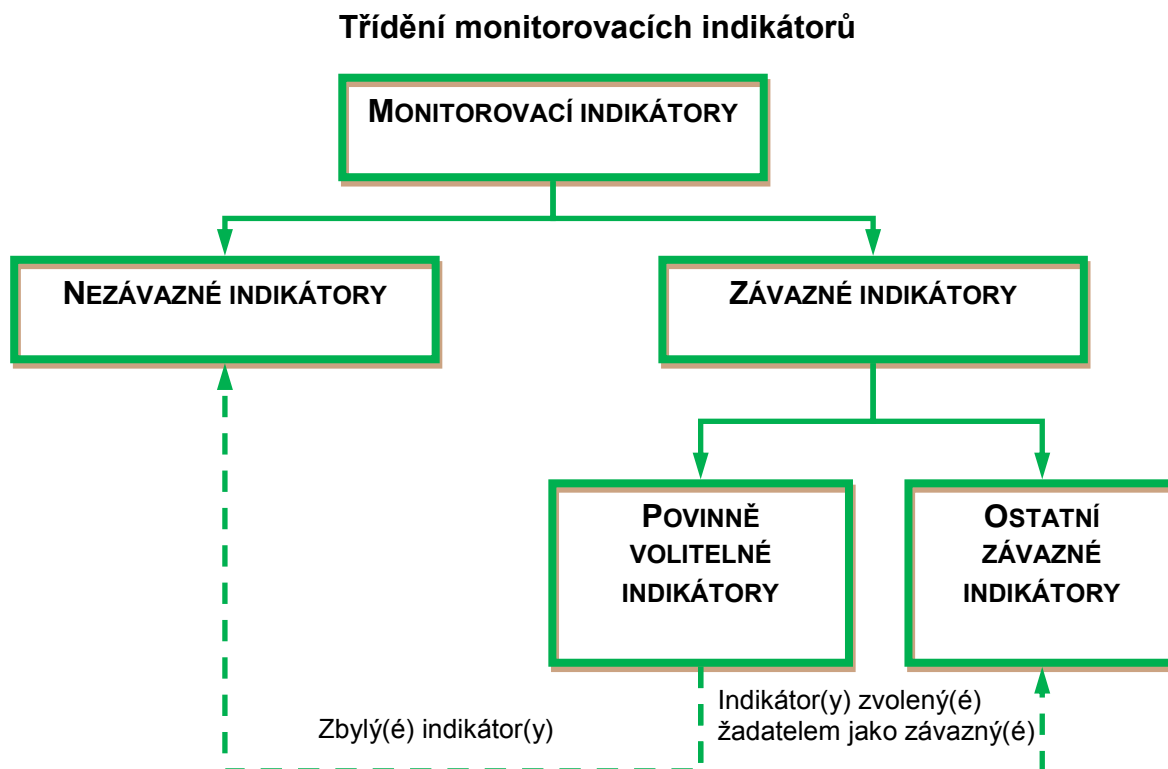 Třídění monitorovacích indikátorů
MONITOROVACÍ INDIKÁTORY
NEZÁVAZNÉ INDIKÁTORY
ZÁVAZNÉ INDIKÁTORY
POVINNĚ
VOLITELNÉ
INDIKÁTORY
OSTATNÍ
ZÁVAZNÉ
INDIKÁTORY
Zbylý(é) indikátor(y)
Indikátor(y) zvolený(é)
žadatelem jako závazný(é)